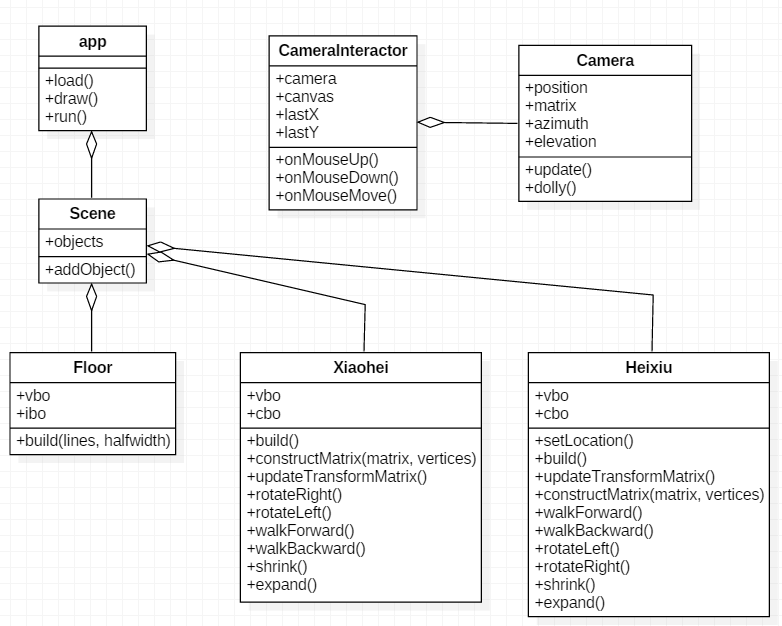 app
+load()
+draw()
+run()
CameraInteractor
+camera
+canvas
+lastX
+lastY
+onMouseUp()
+onMouseDown()
+onMouseMove()
Camera
+position
+matrix
+azimuth
+elevation
+update()
+dolly()
Scene
+objects
+addObject()
Floor
+vbo
+ibo
+build(lines, halfwidth)
Xiaohei
+vbo
+cbo
+build()
+constructMatrix(matrix, vertices)
+updateTransformMatrix()
+rotateRight()
+rotateLeft()
+walkForward()
+walkBackward()
+shrink()
+expand()
Heixiu
+vbo
+cbo
+setLocation()
+build()
+updateTransformMatrix()
+constructMatrix(matrix, vertices)
+walkForward()
+walkBackward()
+rotateLeft()
+rotateRight()
+shrink()
+expand()